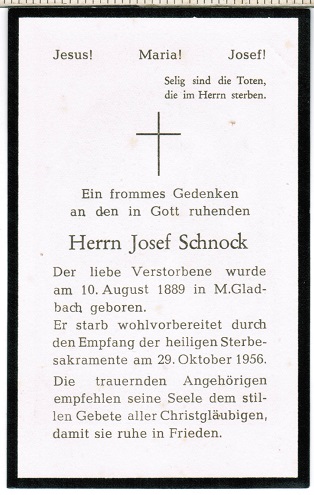 Jesus! Maria! Josef!
Selig sind die Toten,
die im Herrn sterben.
Ein frommes Gedenken
an den in Gott ruhenden
Herrn Josef Schnock
Der liebe Verstorbene wurde
am 10. August 1889 in M.Glad-
bach geboren.
Er starb wohlvorbereitet durch
den Empfang der heiligen Sterbe-
sakramente am 29. Oktober 1956.
Die trauernden Angehörigen
empfehlen seine Seele dem stil-
len Gebete aller Christgläubigen,
damit sie ruhe in Frieden.